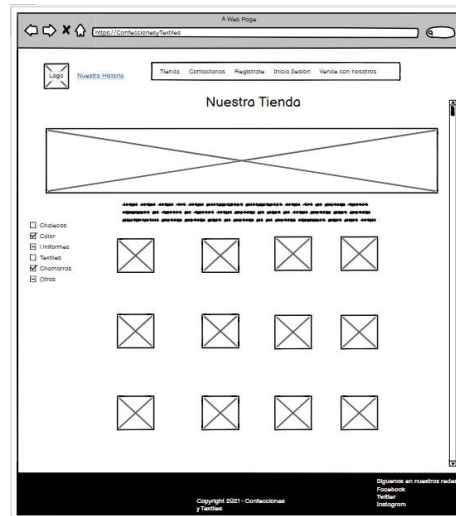 A Web Page
https://ConfeccionesyTextiles
Logo
Nuestra Historia
Tienda Contactanos Registrate Inicia Sesión Vende con nosotros
Nuestra Tienda
Chalecos
Color
Uniformes
Textiles
Chamarras
Otros
Siguenos en nuestras redes
Facebook
Twitter
Instagram
Copyright 2021 - Confecciones
y Textiles